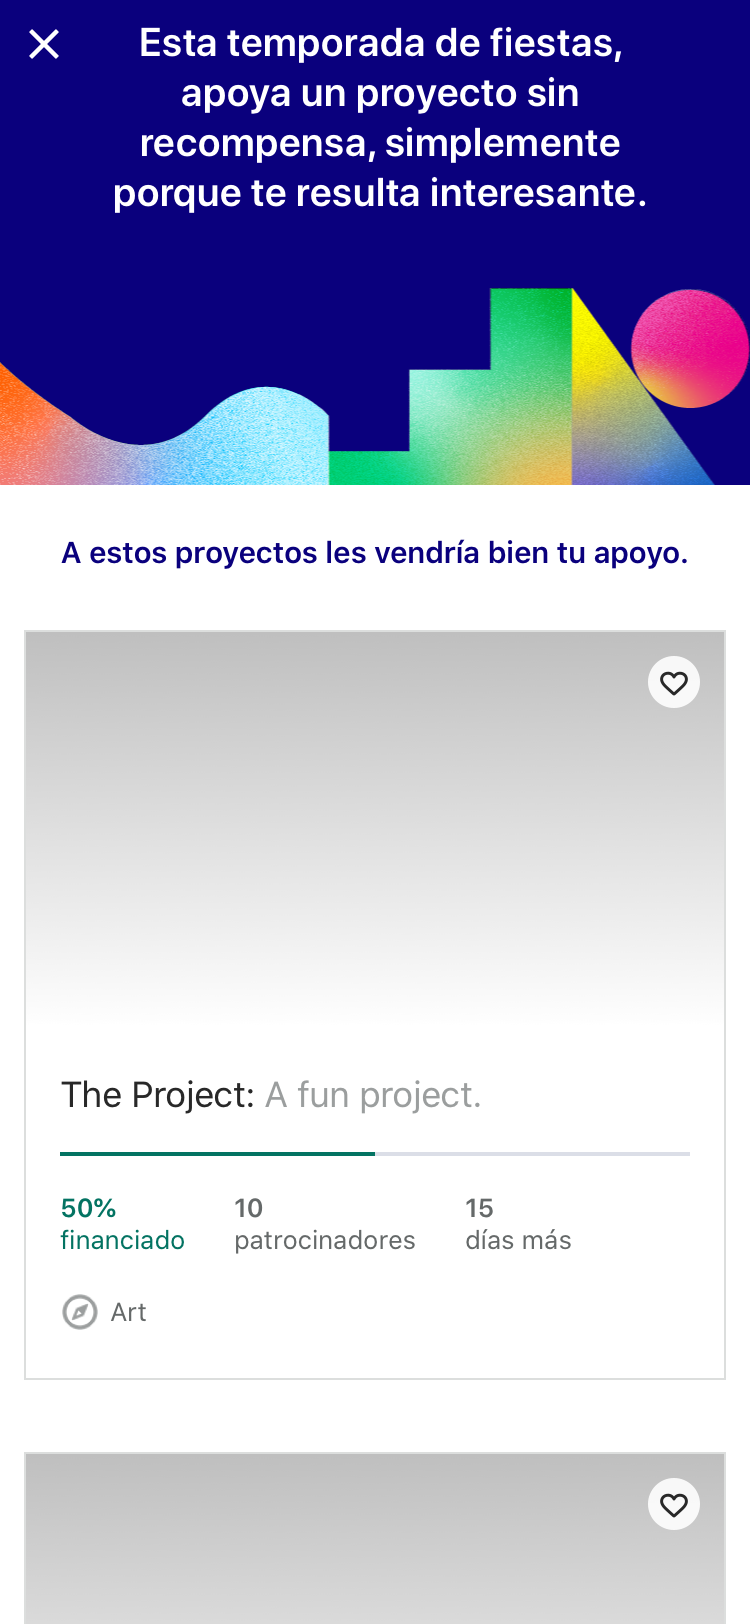 Esta temporada de fiestas,
apoya un proyecto sin
recompensa, simplemente
porque te resulta interesante.
A estos proyectos les vendría bien tu apoyo.
The Project: A fun project.
50% 10 15
financiado patrocinadores días más
Art